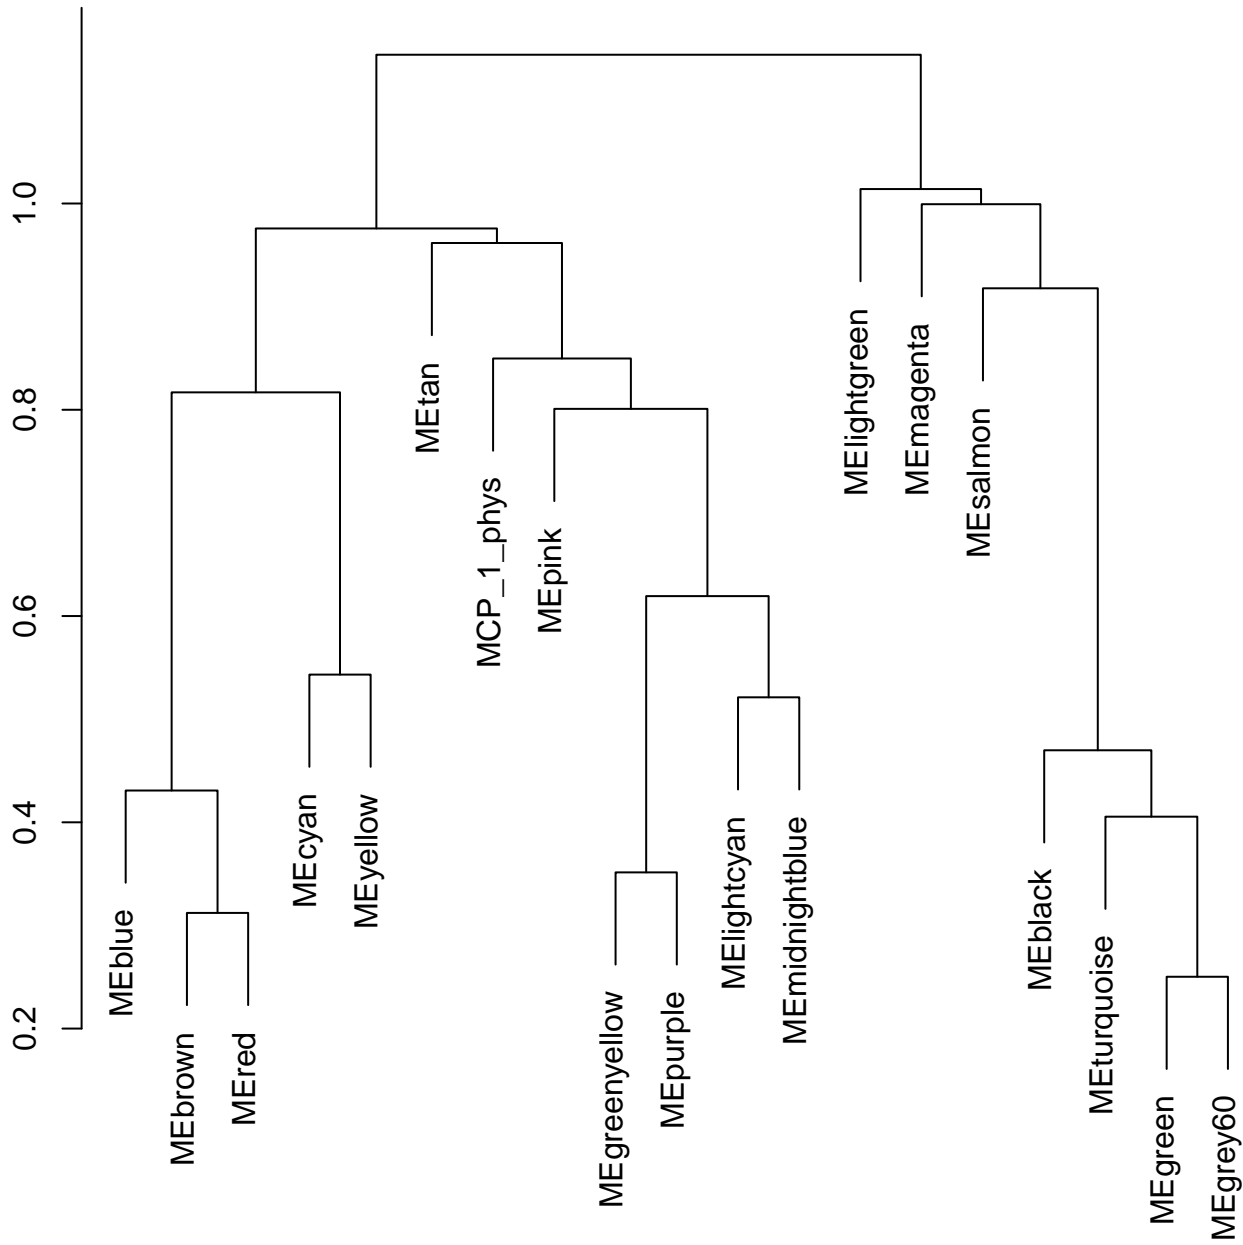 1.0
0.8
0.6
0.4
0.2
MEblue
MEbrown
MEred
MEcyan
MEyellow
MEtan
MCP_1_phys
MEpink
MEgreenyellow
MEpurple
MElightcyan
MEmidnightblue
MElightgreen
MEmagenta
MEsalmon
MEblack
MEturquoise
MEgreen
MEgrey60